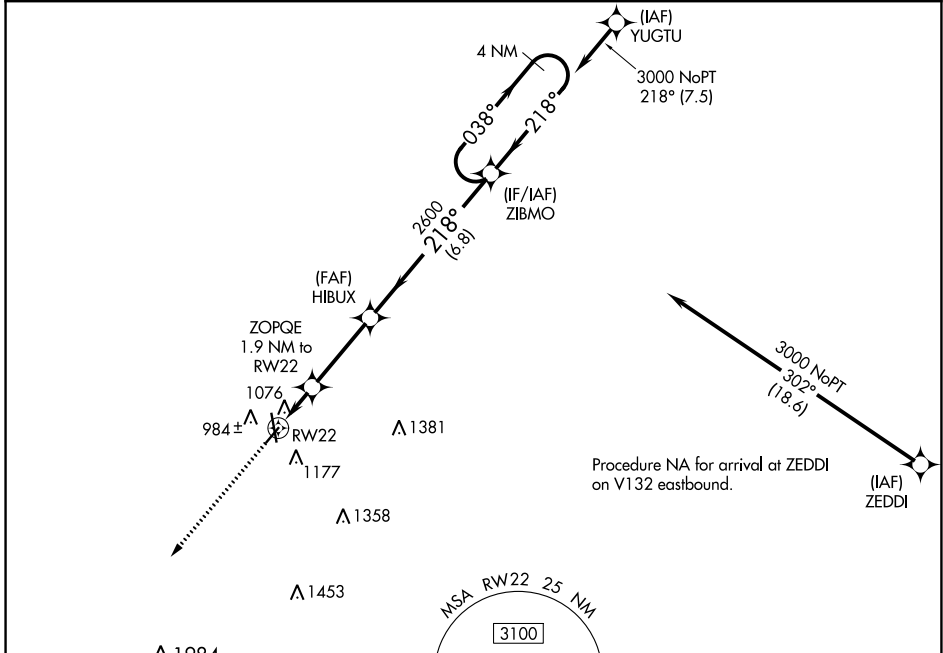 (IAF)
YUGTU
4 NM
3000 NoPT
218° (7.5)
038°
218°
(IF/IAF)
ZIBMO
2600
218°
(6.8)
(FAF)
HIBUX
ZOPQE
1.9 NM to
RW22
1076
984±
RW22
1381
1177
3000 NoPT
302°
(18.6)
Procedure NA for arrival at ZEDDI
on V132 eastbound.
(IAF)
ZEDDI
1358
1453
MSA RW22 25 NM
3100